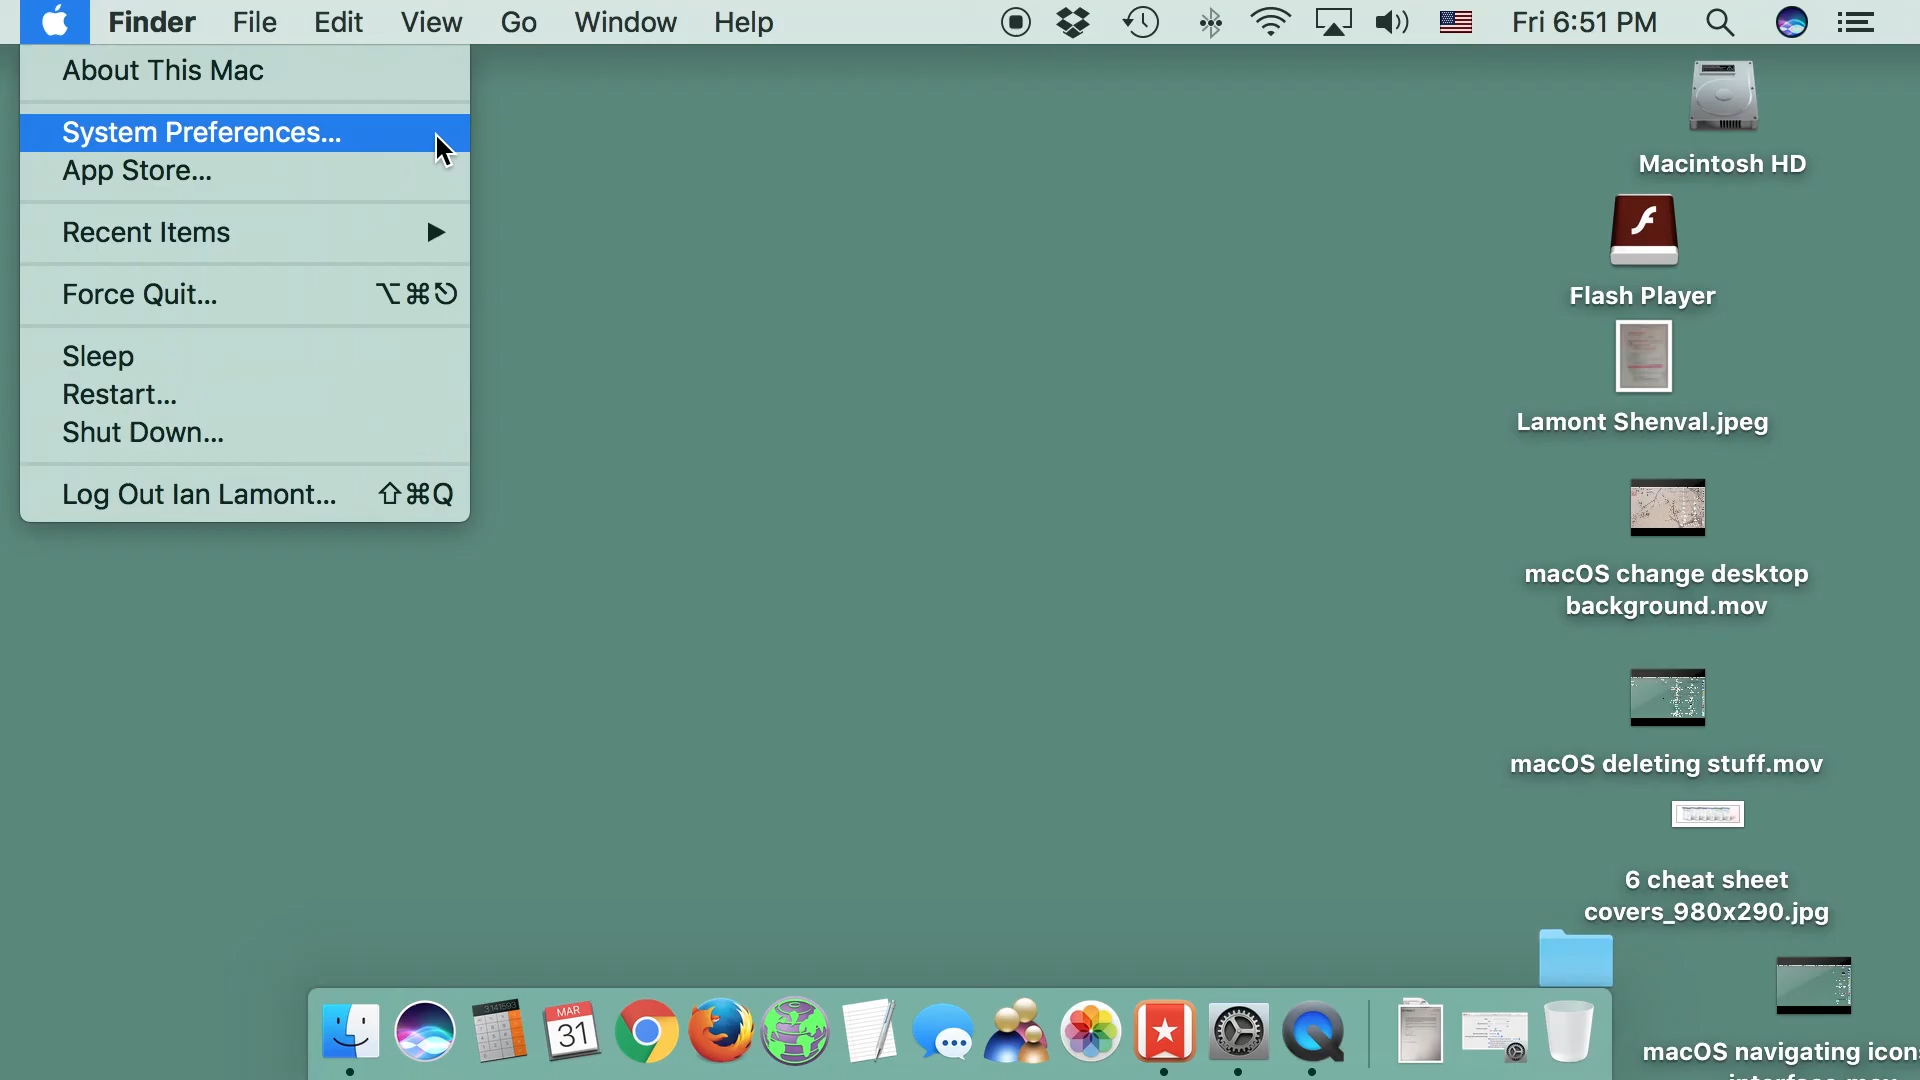 Finder File Edit View Go Window Help Fri 6:51 PM
About This Mac
System Preferences...
App Store...
Recent Items ▶
Force Quit... ⌥⌘⎋
Sleep
Restart...
Shut Down...
Log Out Ian Lamont... ⇧⌘Q
Macintosh HD
Flash Player
Lamont Shenval.jpeg
macOS change desktop
background.mov
macOS deleting stuff.mov
6 cheat sheet
covers_980x290.jpg
macOS navigating icon
MAR
31